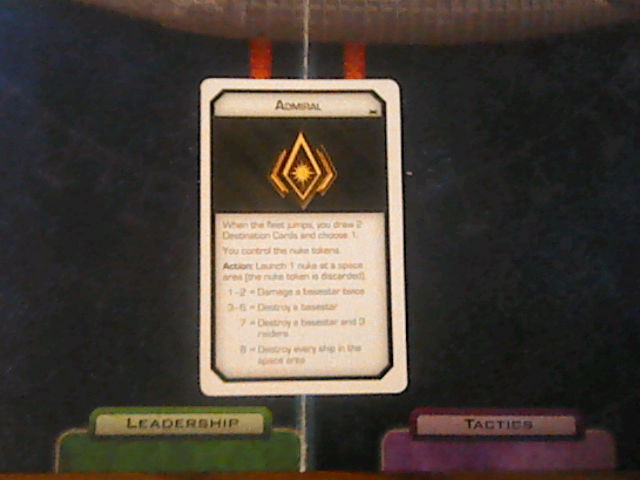 ADMIRAL
When the fleet jumps, you draw 2
Destination Cards and choose 1.
You control the nuke tokens.
Action: Launch 1 nuke at a space
area (the nuke token is discarded).
1-2 = Damage a basestar twice
3-6 = Destroy a basestar
7 = Destroy a basestar and 3
raiders
8 = Destroy every ship in the
space area
LEADERSHIP
TACTICS